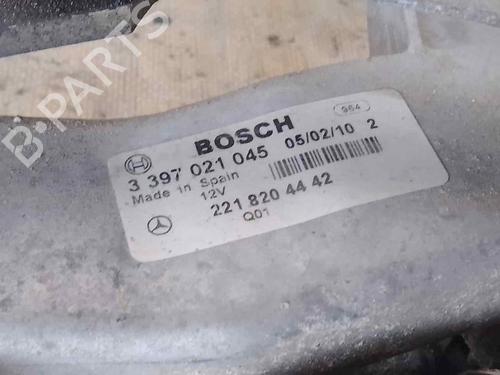 B-PARTS
964
BOSCH
3 397 021 045 05/02/10 2
Made in Spain
12V
221 820 44 42
Q01